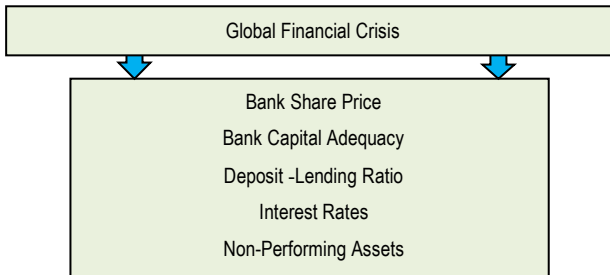 Global Financial Crisis
Bank Share Price
Bank Capital Adequacy
Deposit -Lending Ratio
Interest Rates
Non-Performing Assets